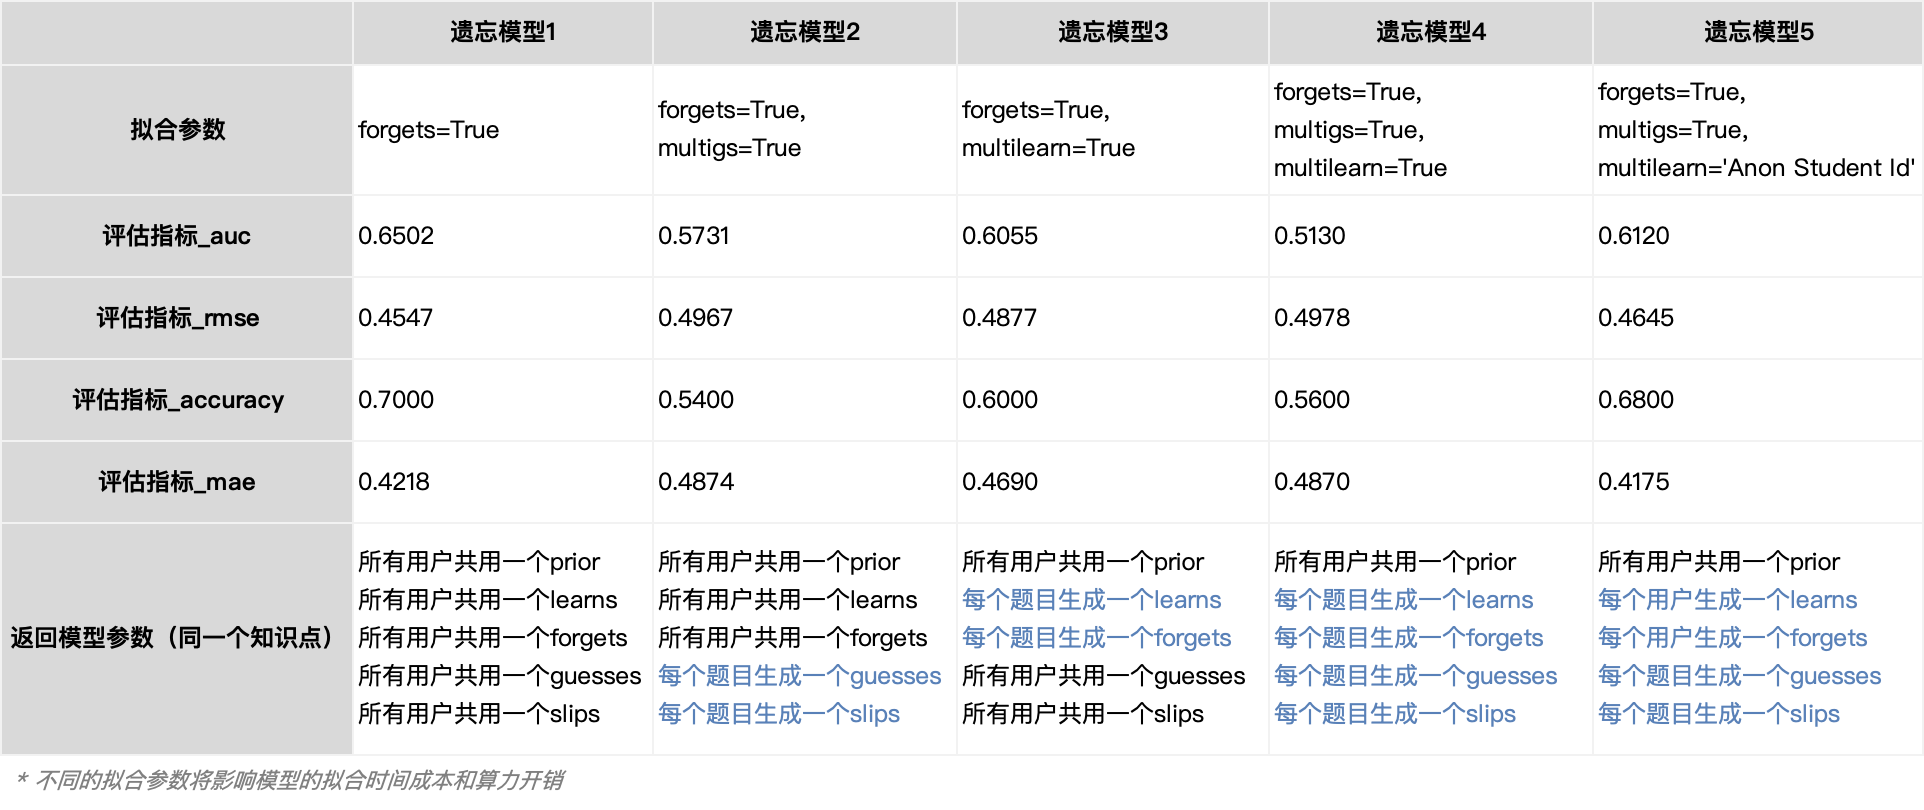 遗忘模型1 遗忘模型2 遗忘模型3 遗忘模型4 遗忘模型5
拟合参数
forgets=True
forgets=True,
multigs=True
forgets=True,
multilearn=True
forgets=True,
multigs=True,
multilearn=True
forgets=True,
multigs=True,
multilearn='Anon Student Id'
评估指标_auc 0.6502 0.5731 0.6055 0.5130 0.6120
评估指标_rmse 0.4547 0.4967 0.4877 0.4978 0.4645
评估指标_accuracy 0.7000 0.5400 0.6000 0.5600 0.6800
评估指标_mae 0.4218 0.4874 0.4690 0.4870 0.4175
返回模型参数（同一个知识点）
所有用户共用一个prior
所有用户共用一个learns
所有用户共用一个forgets
所有用户共用一个guesses
所有用户共用一个slips
所有用户共用一个prior
所有用户共用一个learns
所有用户共用一个forgets
每个题目生成一个guesses
每个题目生成一个slips
所有用户共用一个prior
每个题目生成一个learns
每个题目生成一个forgets
所有用户共用一个guesses
所有用户共用一个slips
所有用户共用一个prior
每个题目生成一个learns
每个题目生成一个forgets
每个题目生成一个guesses
每个题目生成一个slips
所有用户共用一个prior
每个用户生成一个learns
每个用户生成一个forgets
每个题目生成一个guesses
每个题目生成一个slips
* 不同的拟合参数将影响模型的拟合时间成本和算力开销